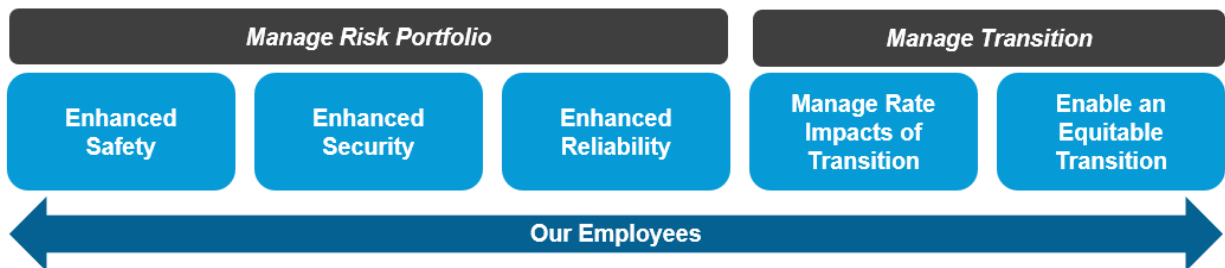 Manage Risk Portfolio
Manage Transition
Enhanced
Safety
Enhanced
Security
Enhanced
Reliability
Manage Rate
Impacts of
Transition
Enable an
Equitable
Transition
Our Employees